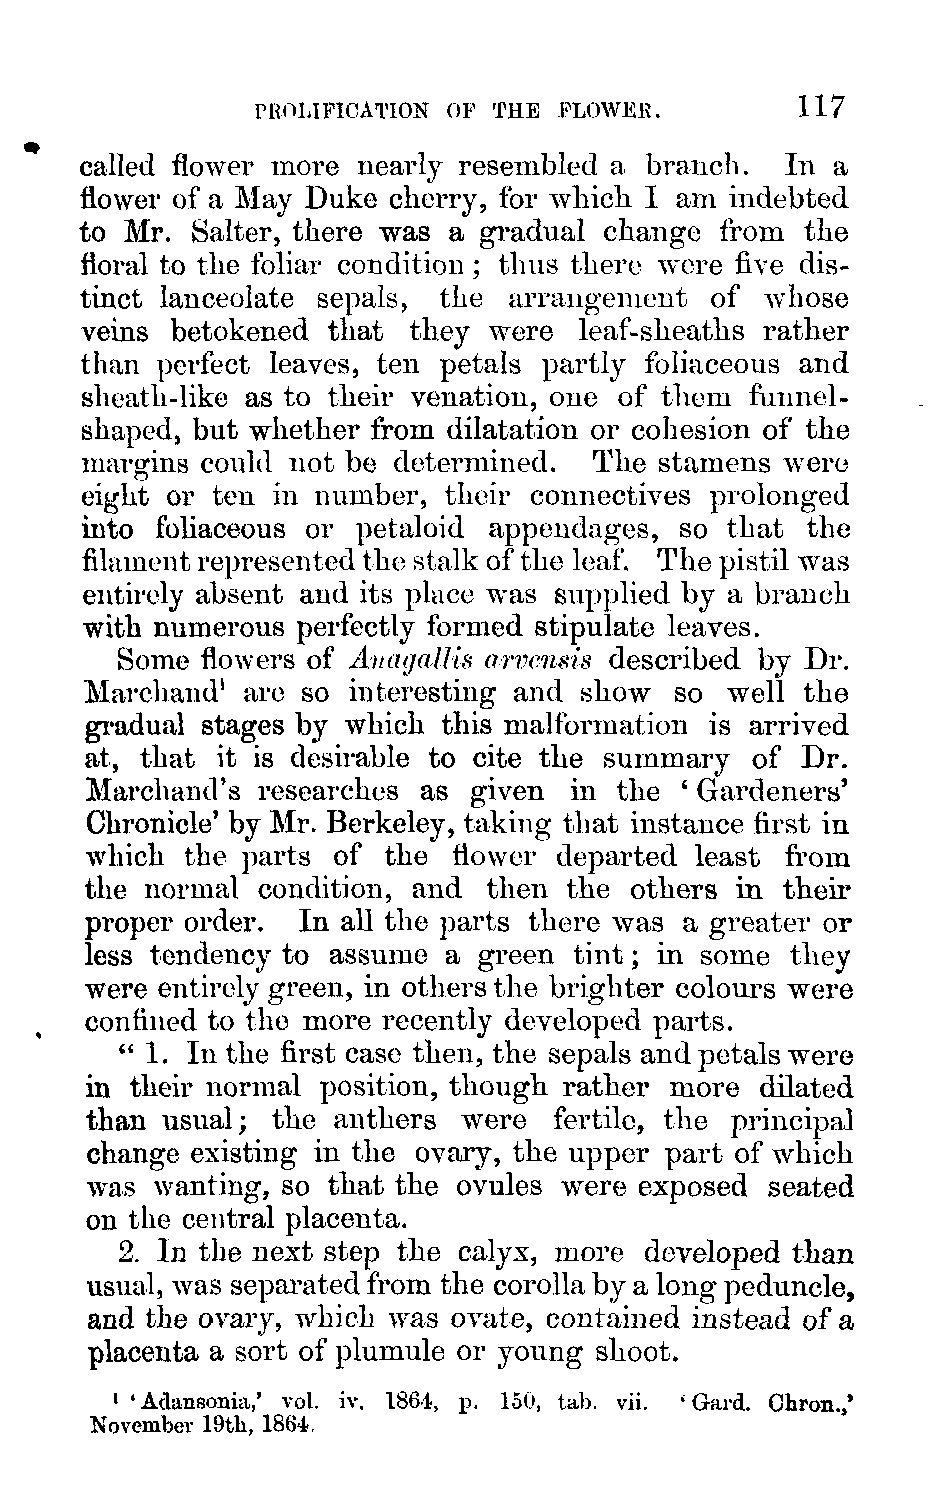 PROLIFICATION OF THE FLOWER. 117
called flower more nearly resembled a branch. In a
flower of a May Duke cherry, for which I am indebted
to Mr. Salter, there was a gradual change from the
floral to the foliar condition; thus there were five dis-
tinct lanceolate sepals, the arrangement of whose
veins betokened that they were leaf-sheaths rather
than perfect leaves, ten petals partly foliaceous and
sheath-like as to their venation, one of them funnel-
shaped, but whether from dilatation or cohesion of the
margins could not be determined. The stamens were
eight or ten in number, their connectives prolonged
into foliaceous or petaloid appendages, so that the
filament represented the stalk of the leaf. The pistil was
entirely absent and its place was supplied by a branch
with numerous perfectly formed stipulate leaves.
Some flowers of Anagallis arvensis described by Dr.
Marchand¹ are so interesting and show so well the
gradual stages by which this malformation is arrived
at, that it is desirable to cite the summary of Dr.
Marchand's researches as given in the ‘Gardeners’
Chronicle’ by Mr. Berkeley, taking that instance first in
which the parts of the flower departed least from
the normal condition, and then the others in their
proper order. In all the parts there was a greater or
less tendency to assume a green tint; in some they
were entirely green, in others the brighter colours were
confined to the more recently developed parts.
“ 1. In the first case then, the sepals and petals were
in their normal position, though rather more dilated
than usual; the anthers were fertile, the principal
change existing in the ovary, the upper part of which
was wanting, so that the ovules were exposed seated
on the central placenta.
2. In the next step the calyx, more developed than
usual, was separated from the corolla by a long peduncle,
and the ovary, which was ovate, contained instead of a
placenta a sort of plumule or young shoot.
¹ ‘Adansonia,’ vol. iv. 1864, p. 150, tab. vii. ‘Gard. Chron.,’
November 19th, 1864.